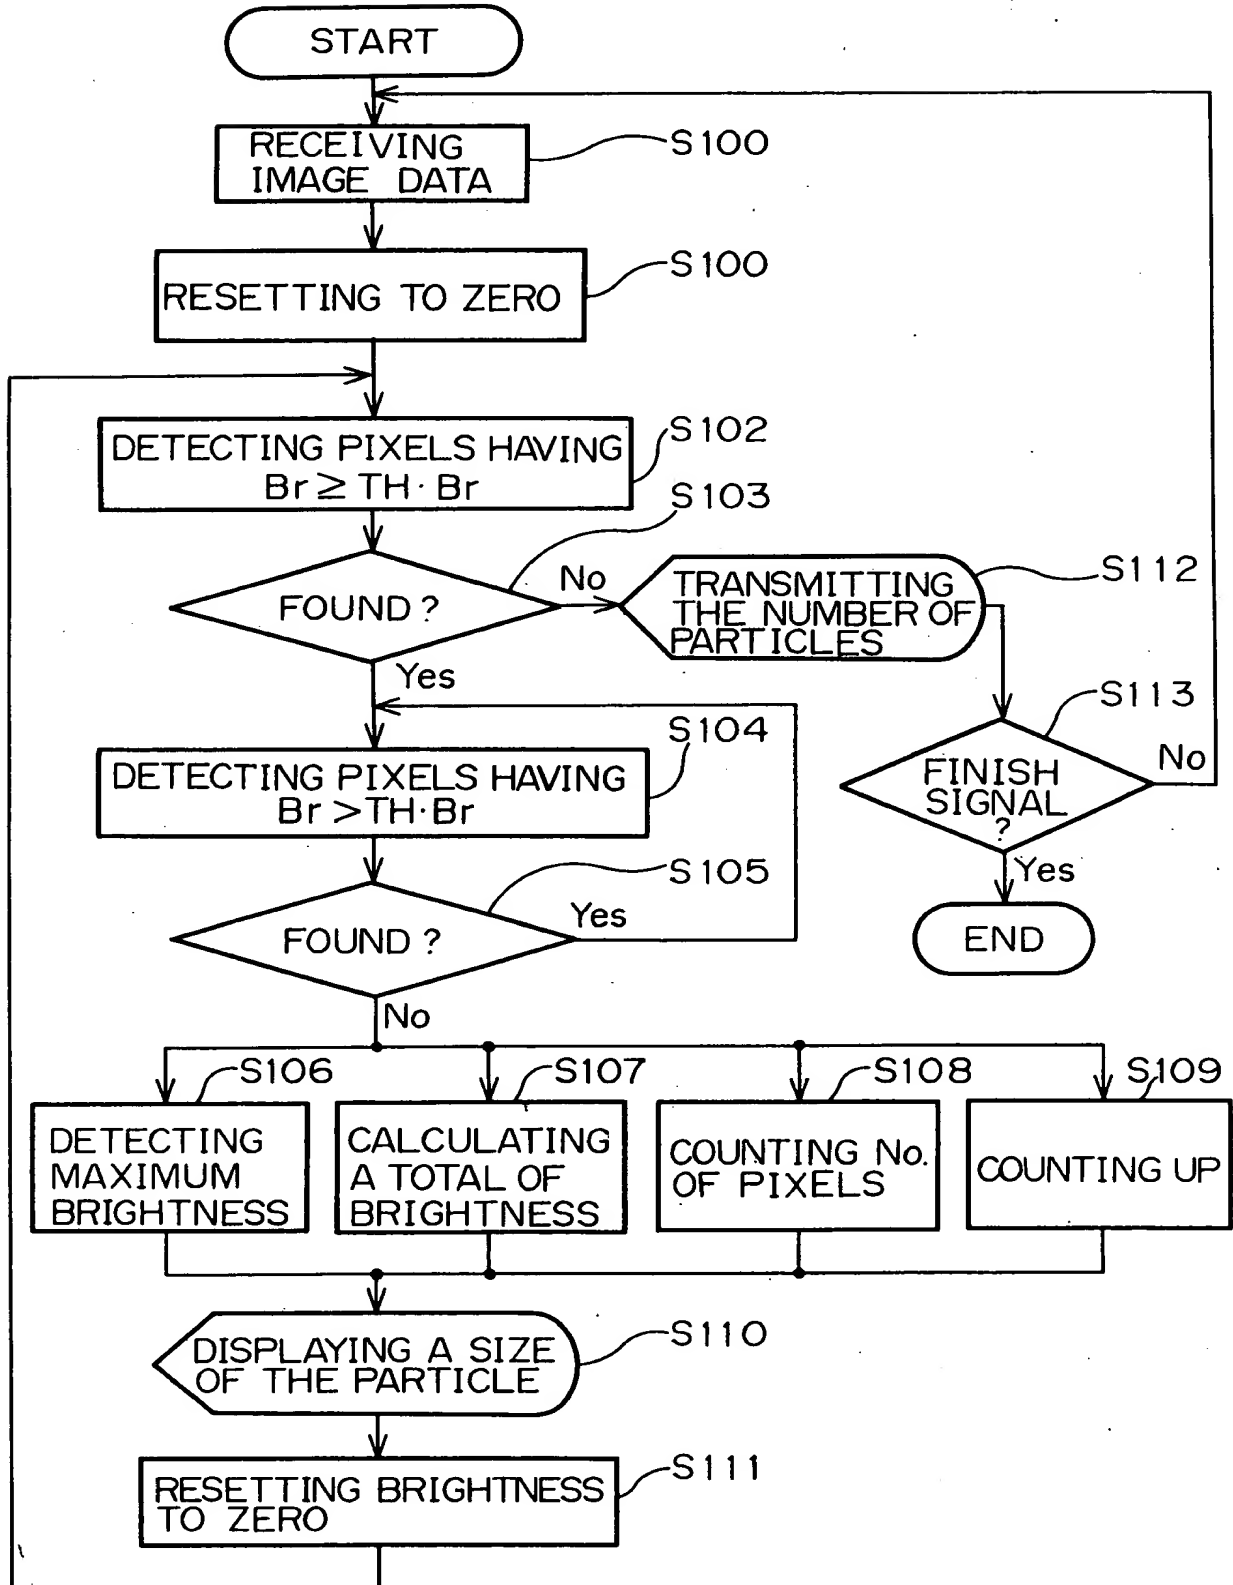 START
RECEIVING
IMAGE DATA
S100
RESETTING TO ZERO
S100
DETECTING PIXELS HAVING
Br ≥ TH·Br
S102
FOUND ?
S103
No
Yes
TRANSMITTING
THE NUMBER OF
PARTICLES
S112
DETECTING PIXELS HAVING
Br > TH·Br
S104
FINISH
SIGNAL
?
S113
No
Yes
END
FOUND ?
S105
Yes
No
S106
DETECTING
MAXIMUM
BRIGHTNESS
S107
CALCULATING
A TOTAL OF
BRIGHTNESS
S108
COUNTING No.
OF PIXELS
S109
COUNTING UP
DISPLAYING A SIZE
OF THE PARTICLE
S110
RESETTING BRIGHTNESS
TO ZERO
S111